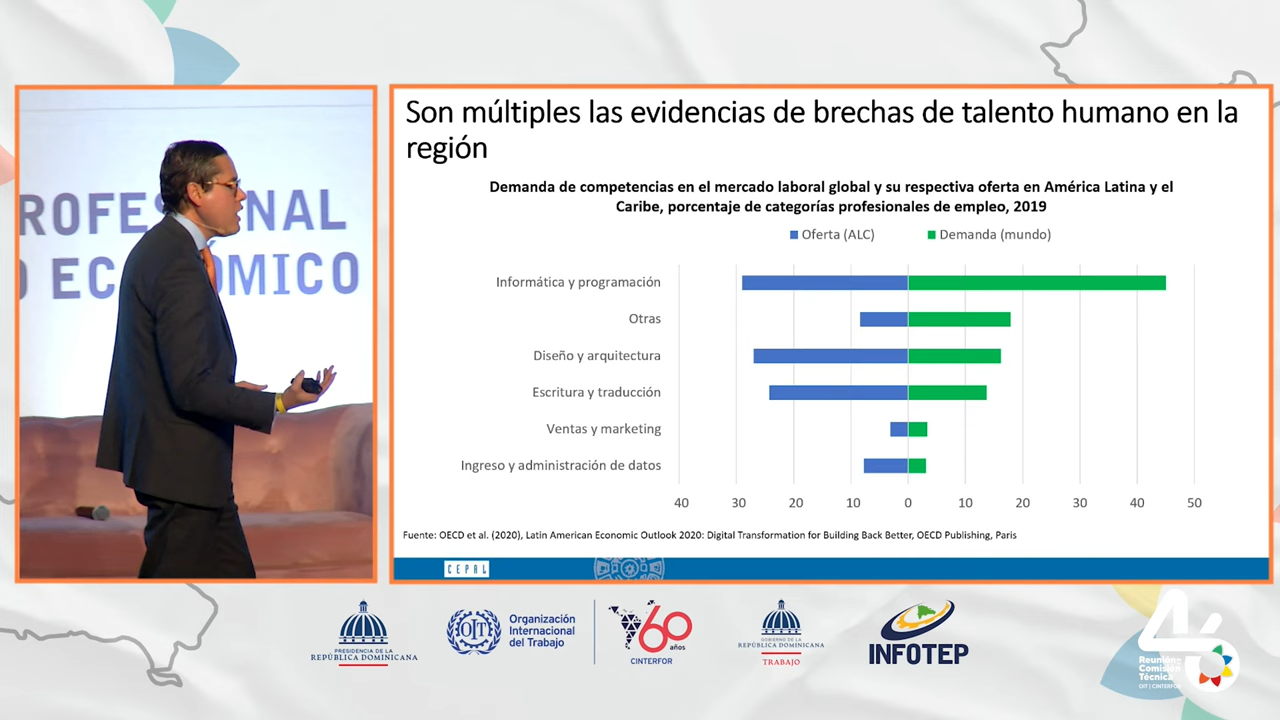 ROFES NAL
O ECONÓMICO
Son múltiples las evidencias de brechas de talento humano en la
región
Demanda de competencias en el mercado laboral global y su respectiva oferta en América Latina y el
Caribe, porcentaje de categorías profesionales de empleo, 2019
Oferta (ALC) Demanda (mundo)
Informática y programación
Otras
Diseño y arquitectura
Escritura y traducción
Ventas y marketing
Ingreso y administración de datos
40 30 20 10 0 10 20 30 40 50
Fuente: OECD et al. (2020), Latin American Economic Outlook 2020: Digital Transformation for Building Back Better, OECD Publishing, Paris
CEPAL
PRESIDENCIA DE LA
REPÚBLICA DOMINICANA
OIT
Organización
Internacional
del Trabajo
60
años
CINTERFOR
GOBIERNO DE LA
REPÚBLICA DOMINICANA
TRABAJO
INFOTEP
46
Reunión
Comisión
Técnica
OIT | CINTERFOR